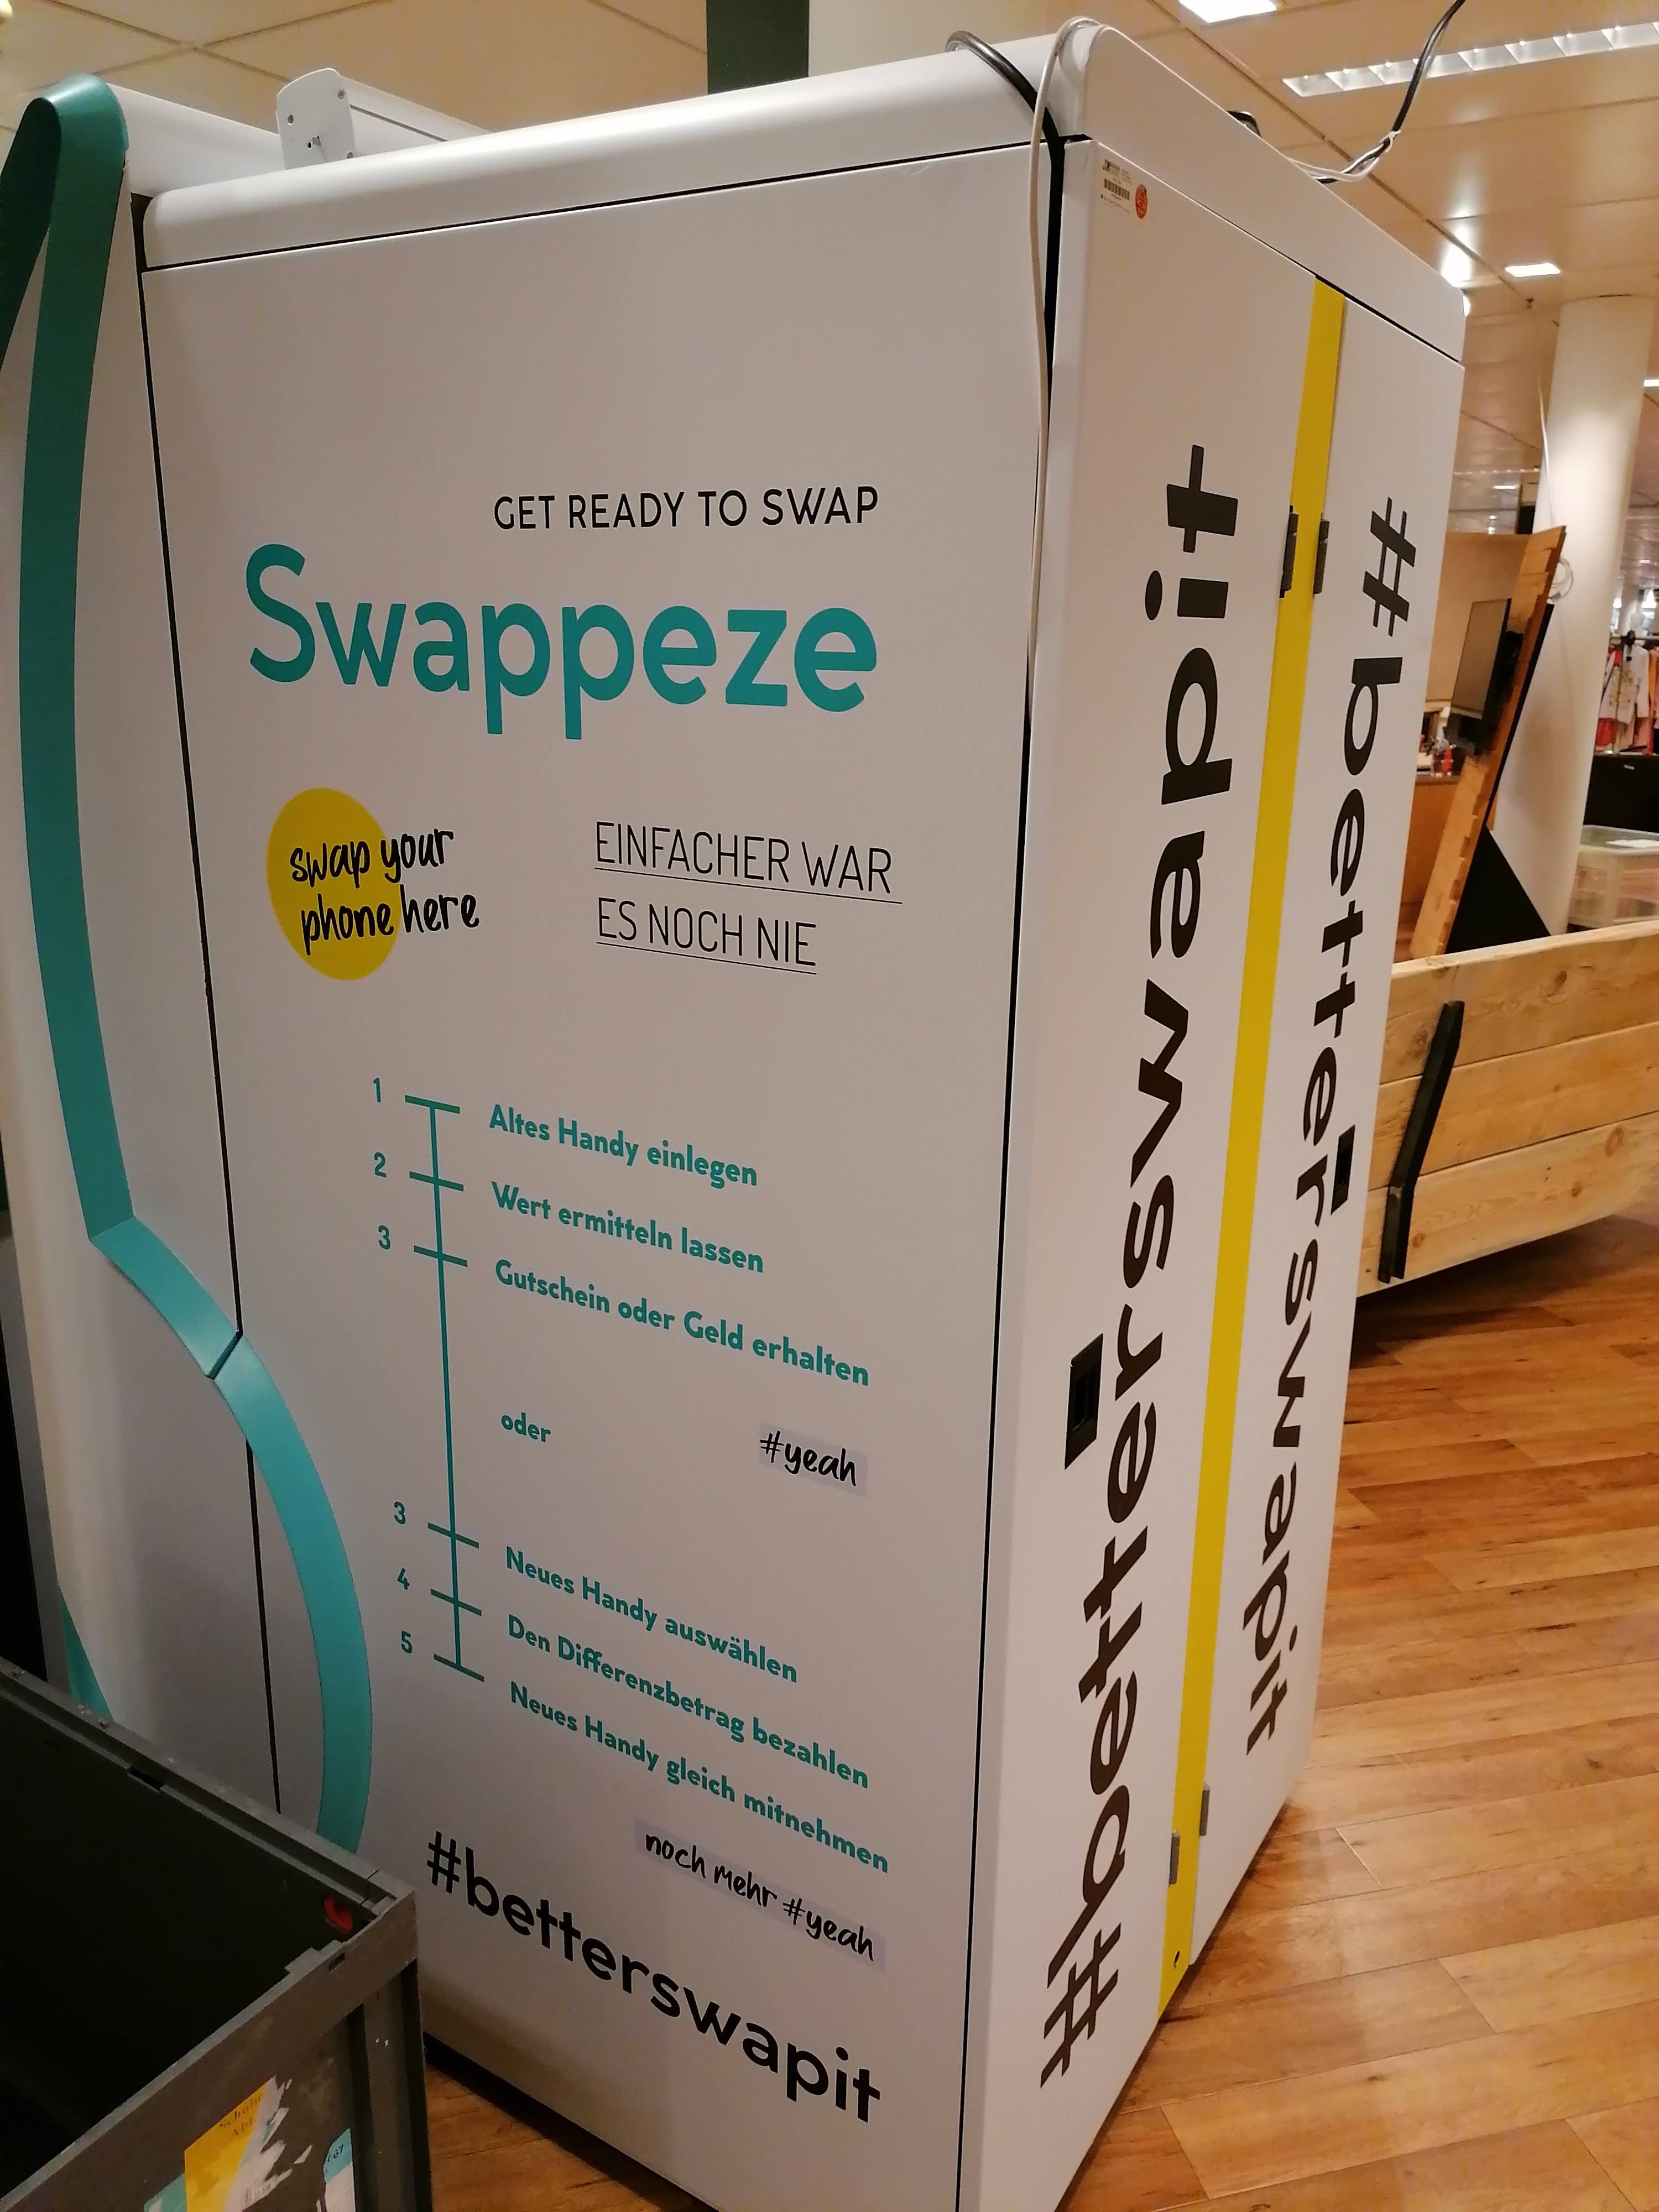 GET READY TO SWAP
Swappeze
swap your
phone here
EINFACHER WAR
ES NOCH NIE
1 Altes Handy einlegen
2 Wert ermitteln lassen
3 Gutschein oder Geld erhalten
oder #yeah
3 Neues Handy auswählen
4 Den Differenzbetrag bezahlen
5 Neues Handy gleich mitnehmen
noch mehr #yeah
#betterswapit
#betterswapit
#betterswapit